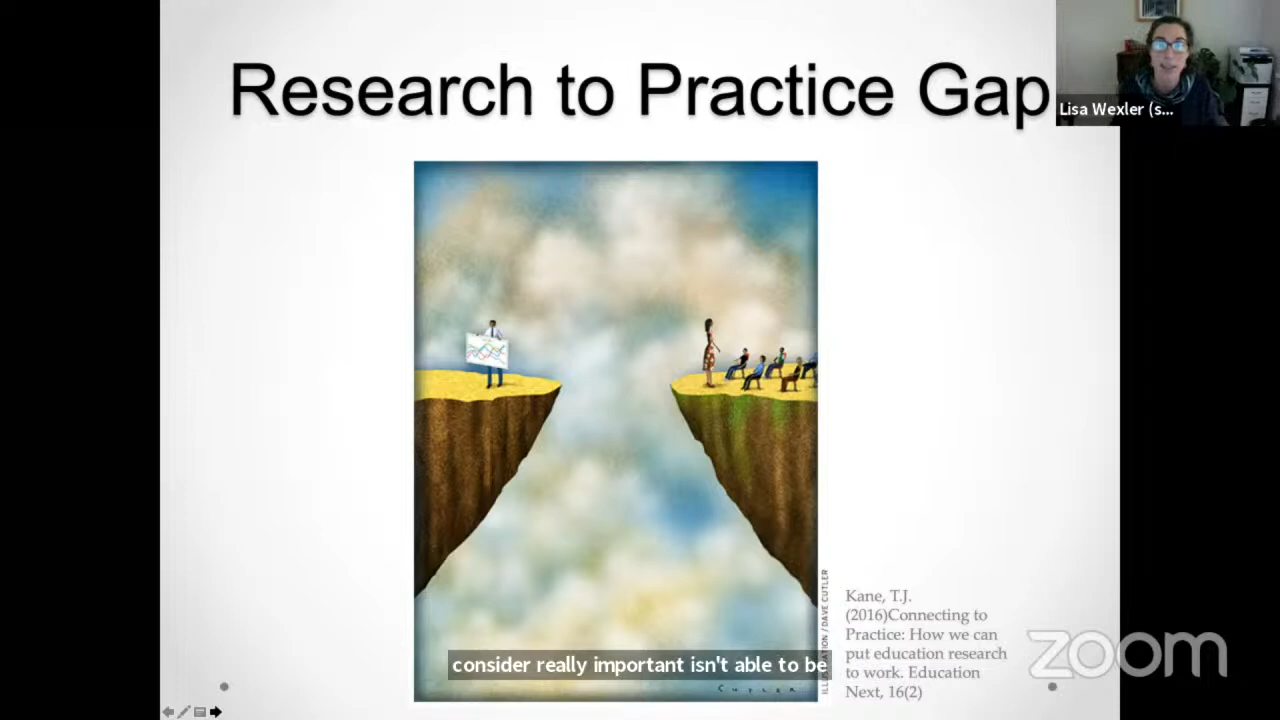 Research to Practice Gap
Lisa Wexler (s...
ILLUSTRATION / DAVE CUTLER
Kane, T.J.
(2016)Connecting to
Practice: How we can
put education research
to work. Education
Next, 16(2)
zoom
consider really important isn't able to be
CUTLER